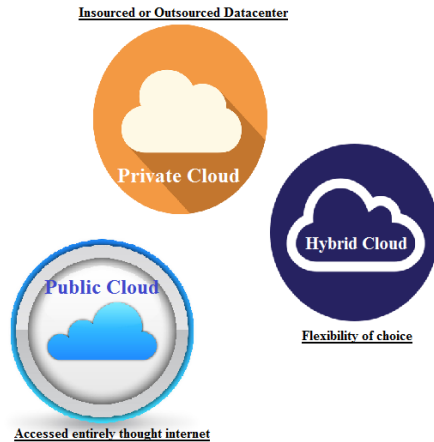 Insourced or Outsourced Datacenter
Private Cloud
Hybrid Cloud
Flexibility of choice
Public Cloud
Accessed entirely thought internet